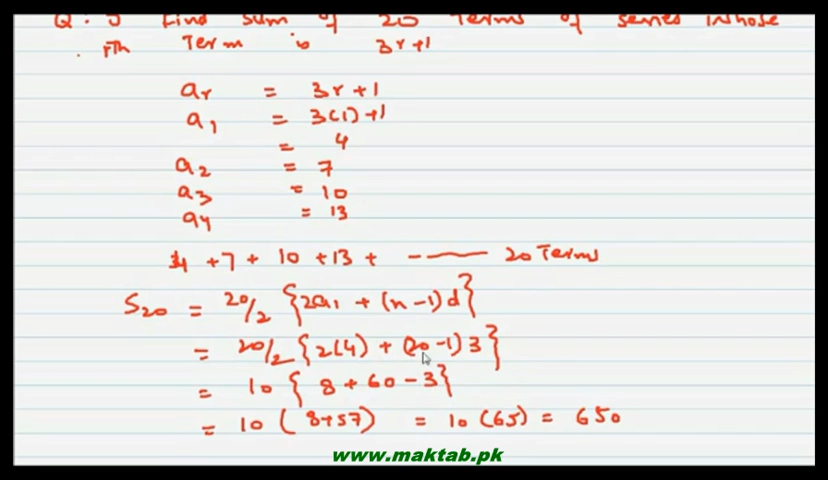 Q: 5 Find sum of 20 Terms of series whose
rth Term is 3r+1
ar = 3r+1
a1 = 3(1)+1
= 4
a2 = 7
a3 = 10
a4 = 13
4 +7 + 10 +13 + ------ 20 Terms
S20 = 20/2 {2a1 + (n-1)d}
= 20/2 {2(4) + (20-1)3}
= 10 { 8+60-3}
= 10 ( 8+57) = 10 (65) = 650
www.maktab.pk